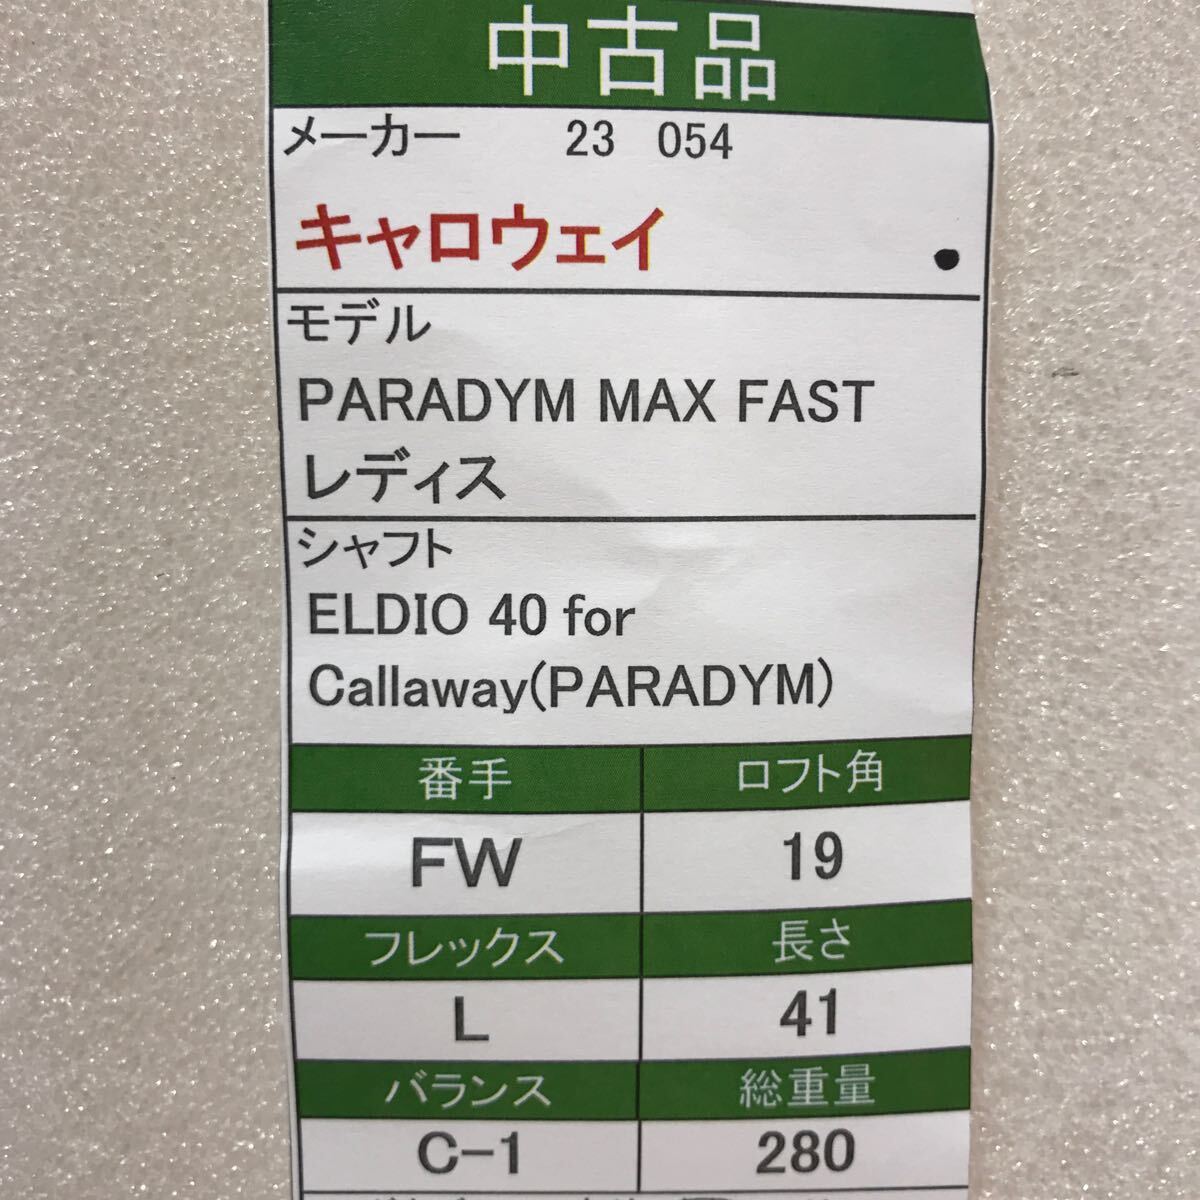 中古品
メーカー 23 054
キャロウェイ
モデル
PARADYM MAX FAST
レディス
シャフト
ELDIO 40 for
Callaway(PARADYM)
番手 ロフト角
FW 19
フレックス 長さ
L 41
バランス 総重量
C-1 280